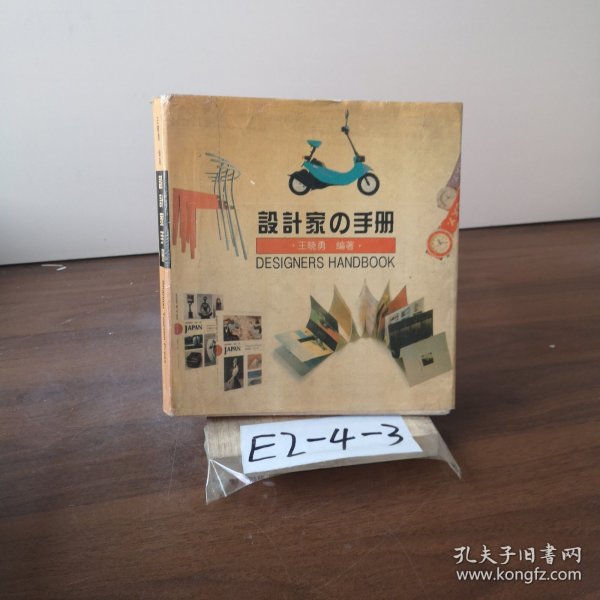 設計家の手册
·王晓勇 编著·
DESIGNERS HANDBOOK
JAPAN
JAPAN
E2-4-3
孔夫子旧書网
www.kongfz.com